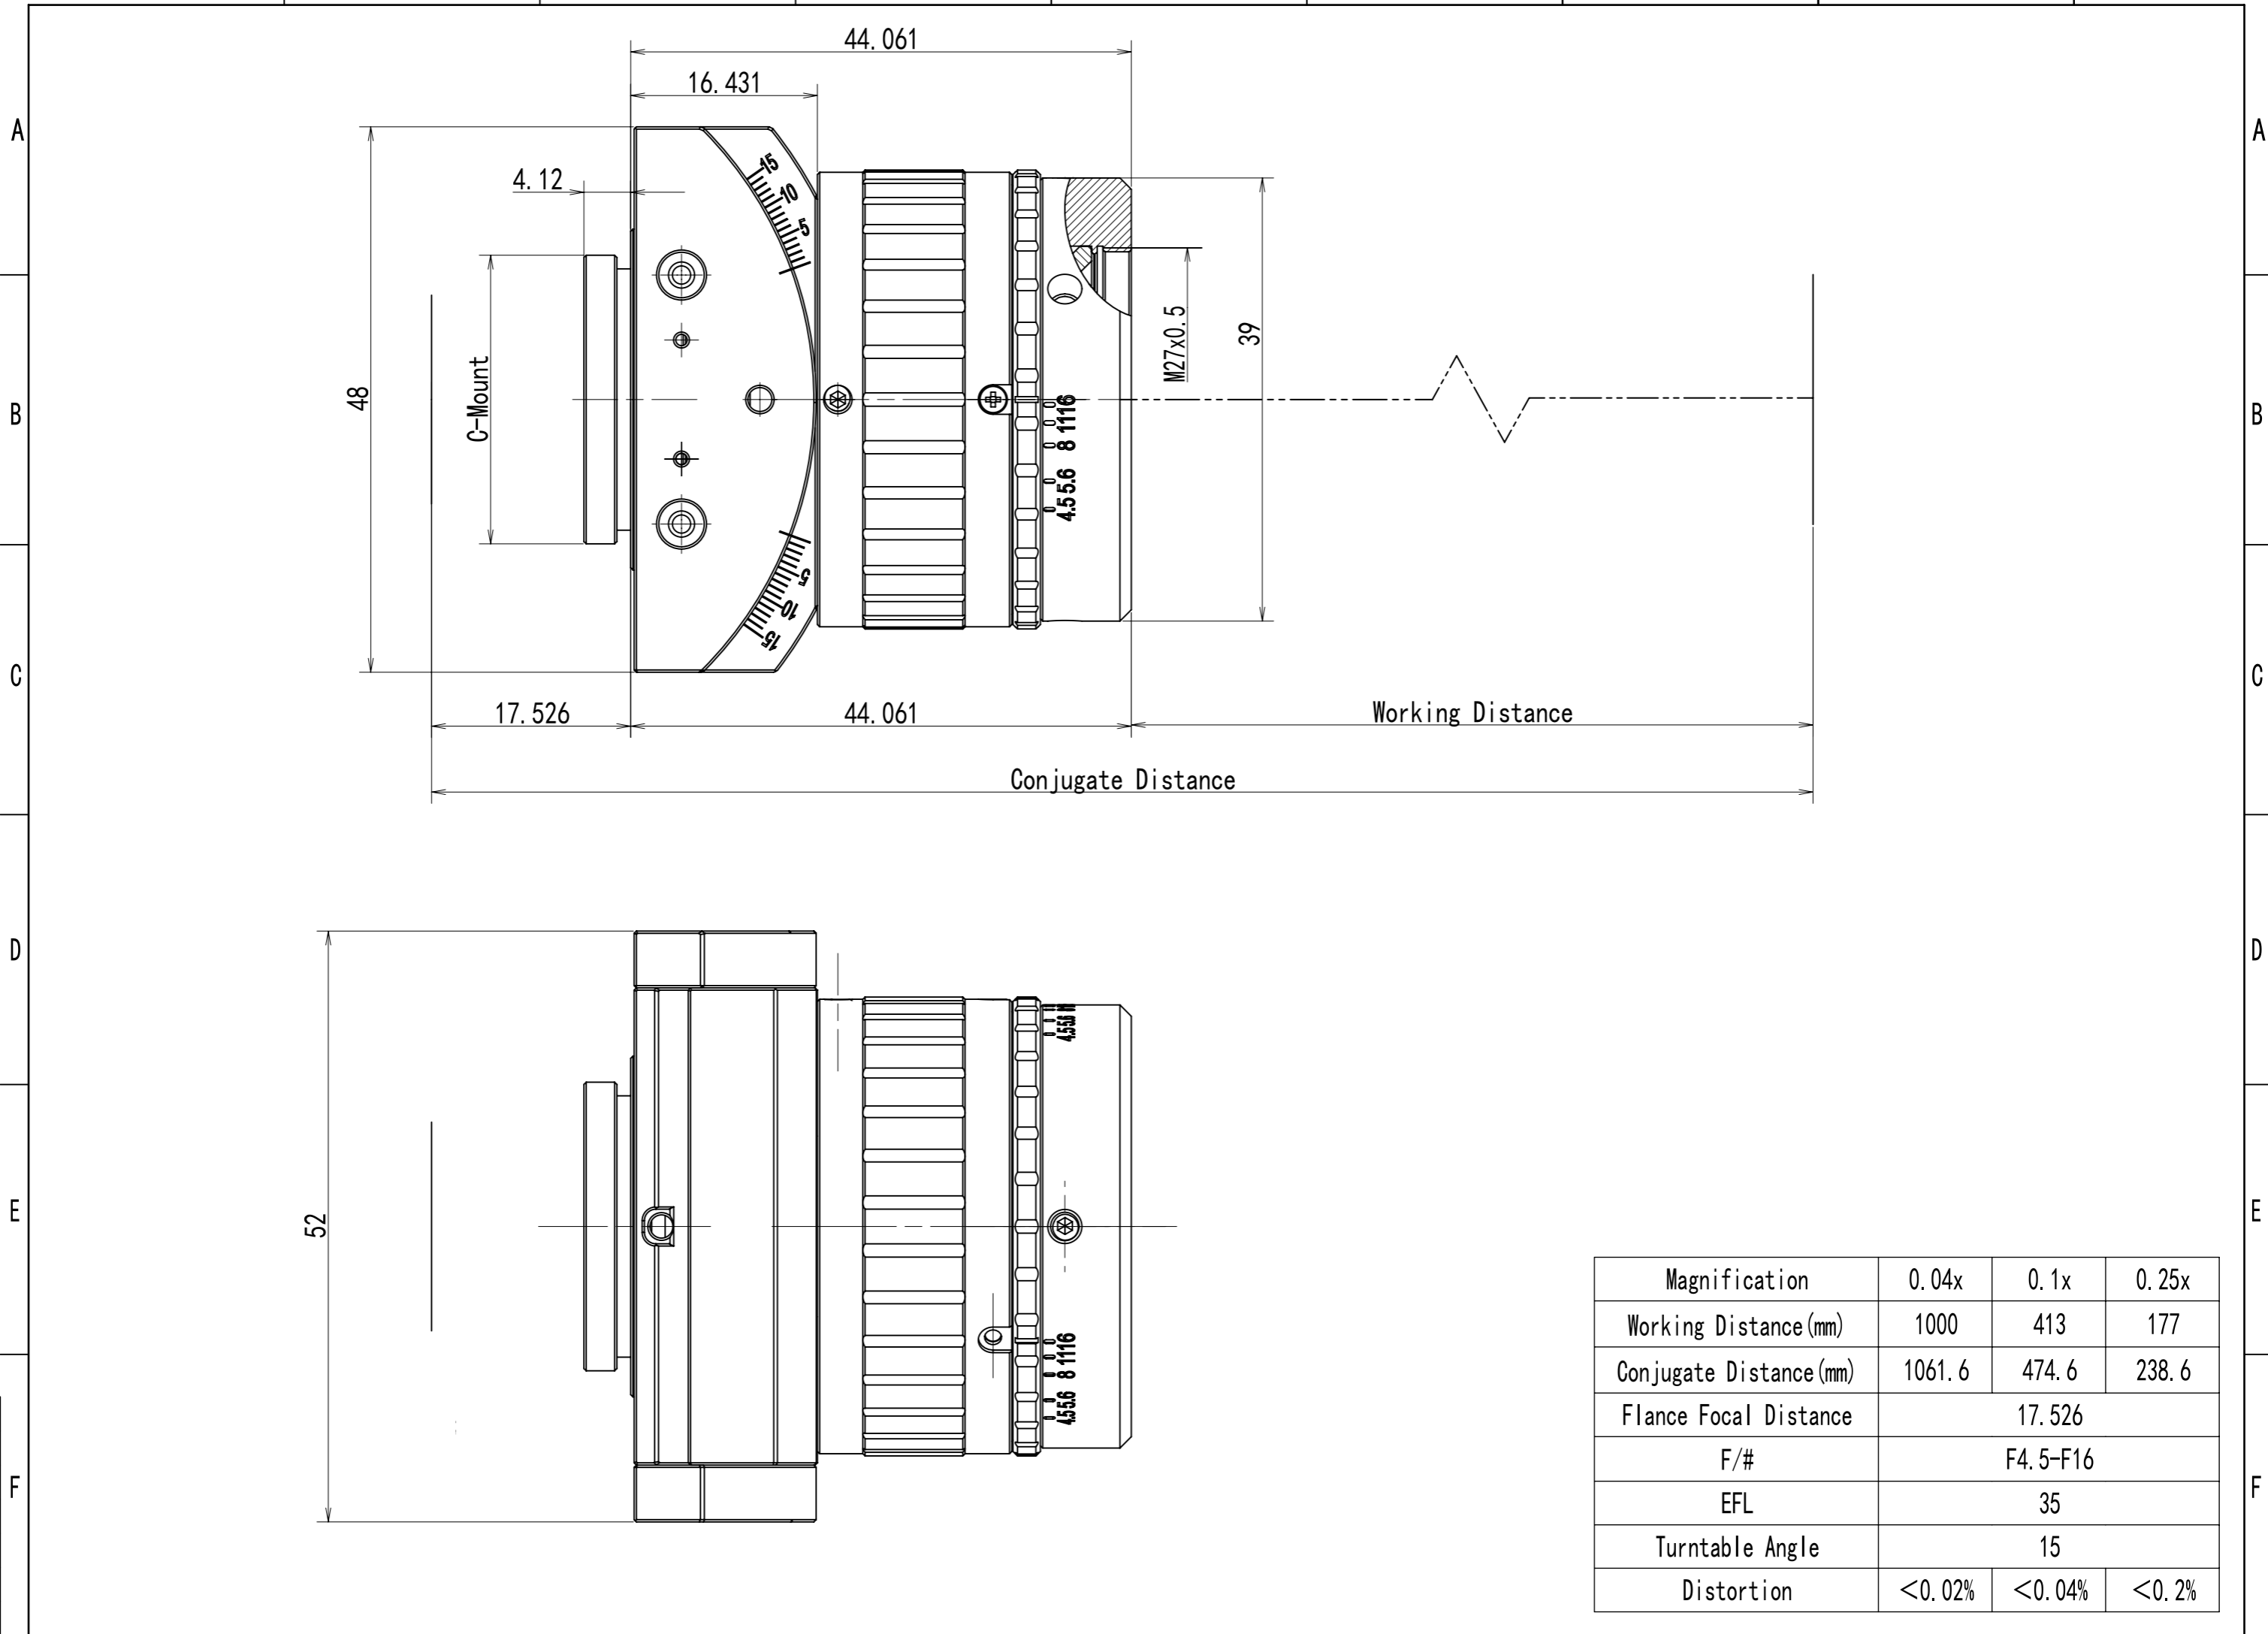 44.061
16.431
A
A
4.12
15
10
5
48
C-Mount
M27x0.5
39
B
B
4.5 5.6 8 11 16
5
10
15
C
C
17.526
44.061
Working Distance
Conjugate Distance
D
D
4.5 5.6
52
E
E
4.5 5.6 8 11 16
F
F
Magnification 0.04x 0.1x 0.25x
Working Distance(mm) 1000 413 177
Conjugate Distance(mm) 1061.6 474.6 238.6
Flance Focal Distance 17.526
F/# F4.5-F16
EFL 35
Turntable Angle 15
Distortion <0.02% <0.04% <0.2%